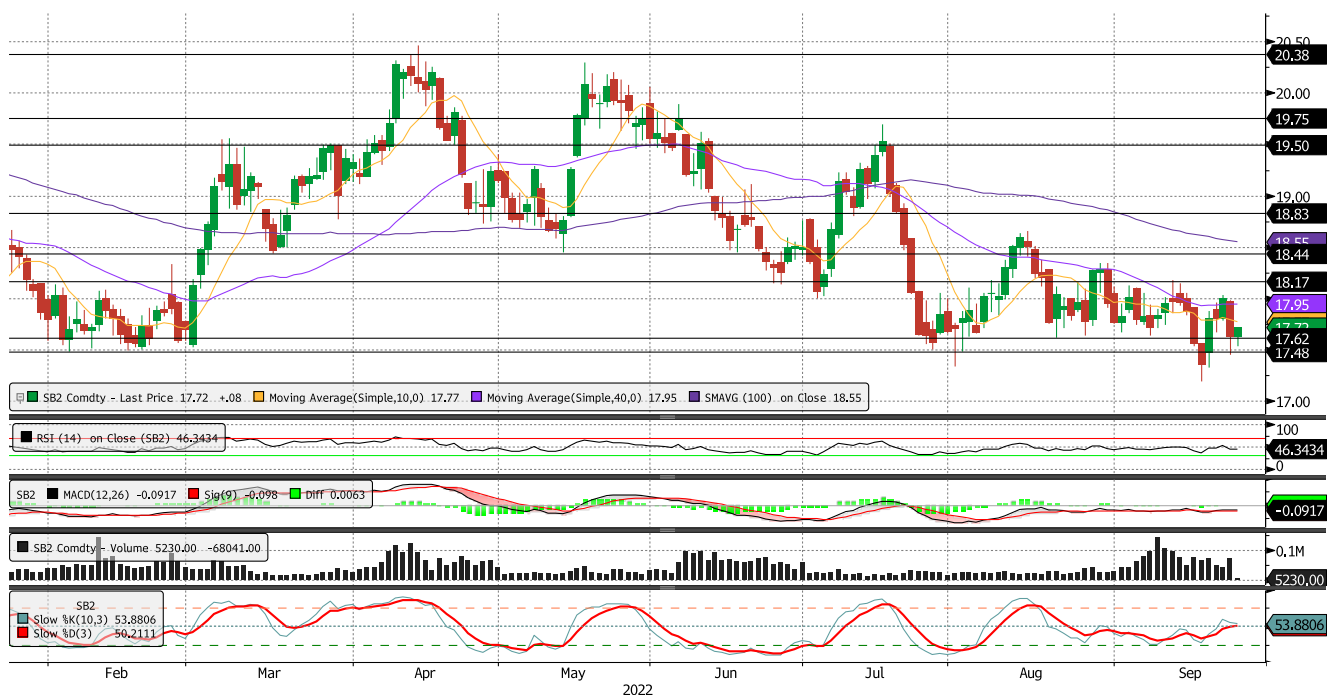 20.50
20.38
20.00
19.75
19.50
19.00
18.83
18.55
18.44
18.17
17.95
17.72
17.62
17.48
17.00
SB2 Comdty - Last Price 17.72 +.08 Moving Average(Simple,10,0) 17.77 Moving Average(Simple,40,0) 17.95 SMAVG (100) on Close 18.55
RSI (14) on Close (SB2) 46.3434
100
46.3434
0
SB2 MACD(12,26) -0.0917 Sig(9) -0.098 Diff 0.0063
-0.0917
SB2 Comdty - Volume 5230.00 -68041.00
0.1M
5230.00
SB2
Slow %K(10,3) 53.8806
Slow %D(3) 50.2111
53.8806
Feb Mar Apr May Jun Jul Aug Sep
2022